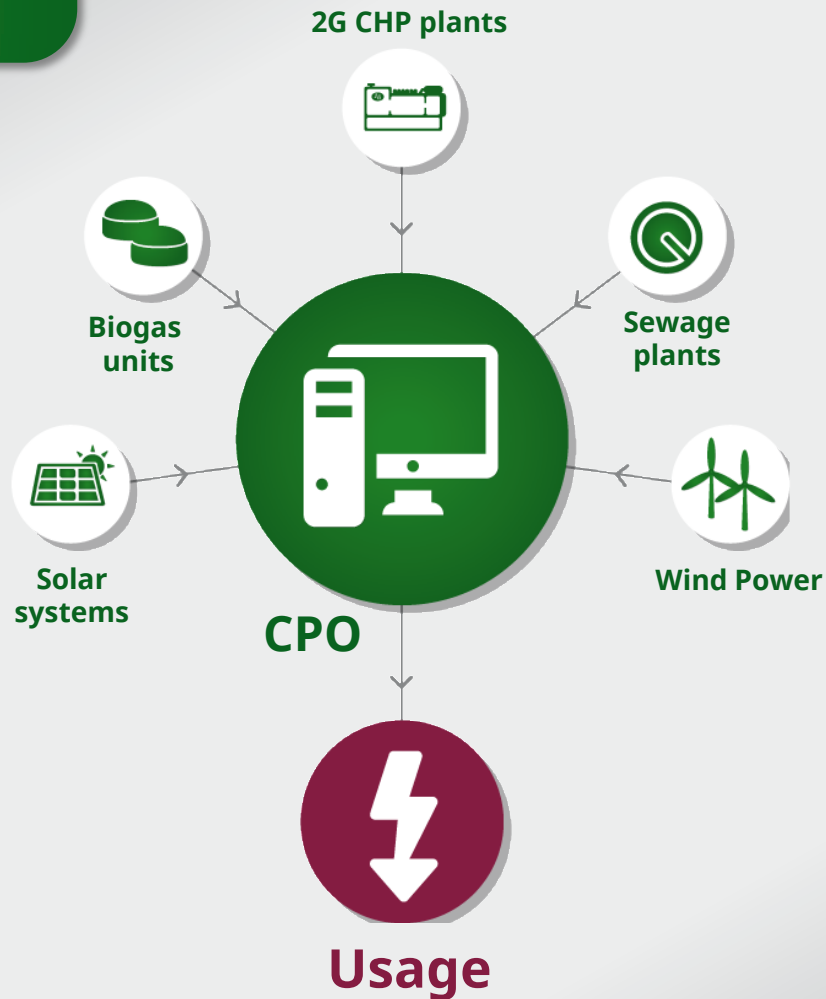 2G CHP plants
Biogas
units
Sewage
plants
Solar
systems
Wind Power
CPO
Usage